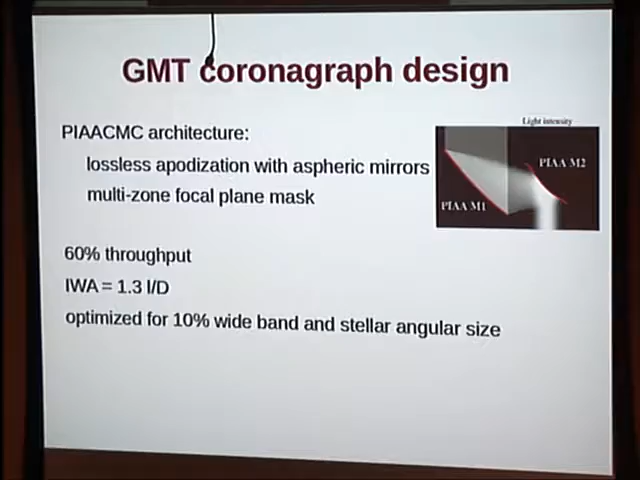 GMT coronagraph design
PIAACMC architecture:
lossless apodization with aspheric mirrors
multi-zone focal plane mask
Light intensity
PIAA M2
PIAA M1
60% throughput
IWA = 1.3 l/D
optimized for 10% wide band and stellar angular size